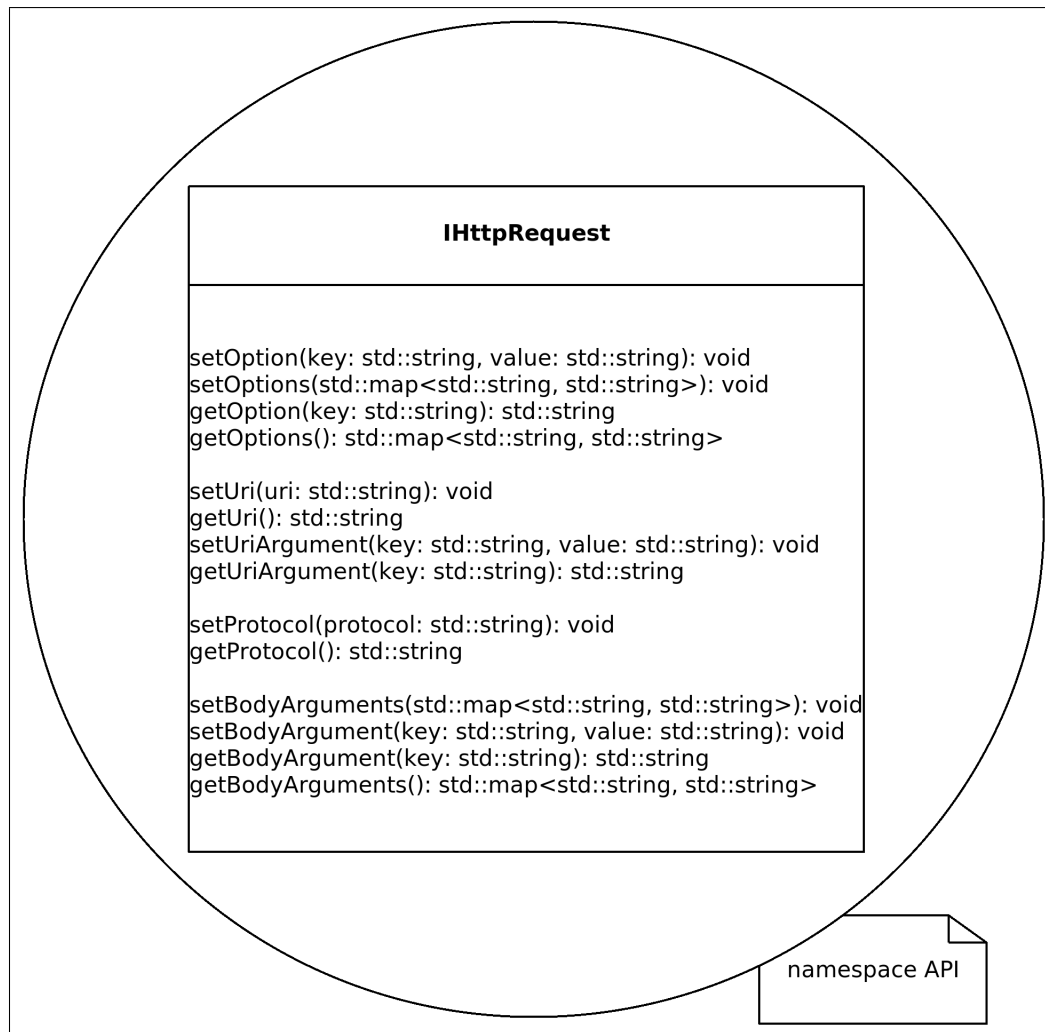 IHttpRequest
setOption(key: std::string, value: std::string): void
setOptions(std::map<std::string, std::string>): void
getOption(key: std::string): std::string
getOptions(): std::map<std::string, std::string>
setUri(uri: std::string): void
getUri(): std::string
setUriArgument(key: std::string, value: std::string): void
getUriArgument(key: std::string): std::string
setProtocol(protocol: std::string): void
getProtocol(): std::string
setBodyArguments(std::map<std::string, std::string>): void
setBodyArgument(key: std::string, value: std::string): void
getBodyArgument(key: std::string): std::string
getBodyArguments(): std::map<std::string, std::string>
namespace API